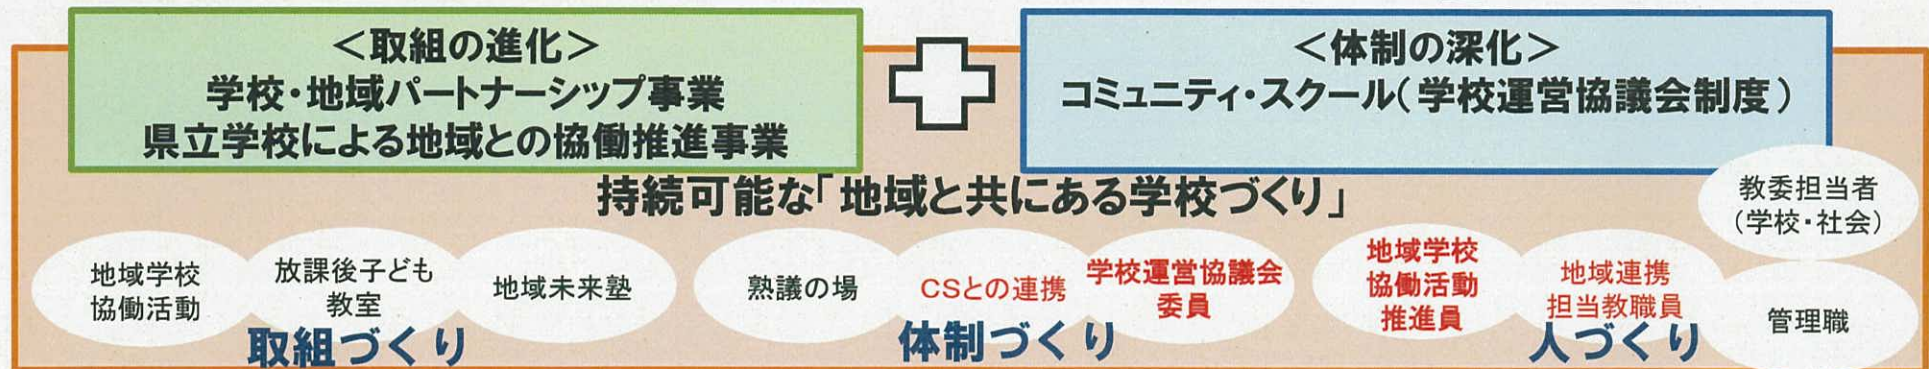 ＜取組の進化＞
学校・地域パートナーシップ事業
県立学校による地域との協働推進事業
＜体制の深化＞
コミュニティ・スクール（学校運営協議会制度）
持続可能な「地域と共にある学校づくり」
地域学校
協働活動
放課後子ども
教室
地域未来塾
取組づくり
熟議の場
CSとの連携
学校運営協議会
委員
体制づくり
地域学校
協働活動
推進員
地域連携
担当教職員
教委担当者
（学校・社会）
管理職
人づくり